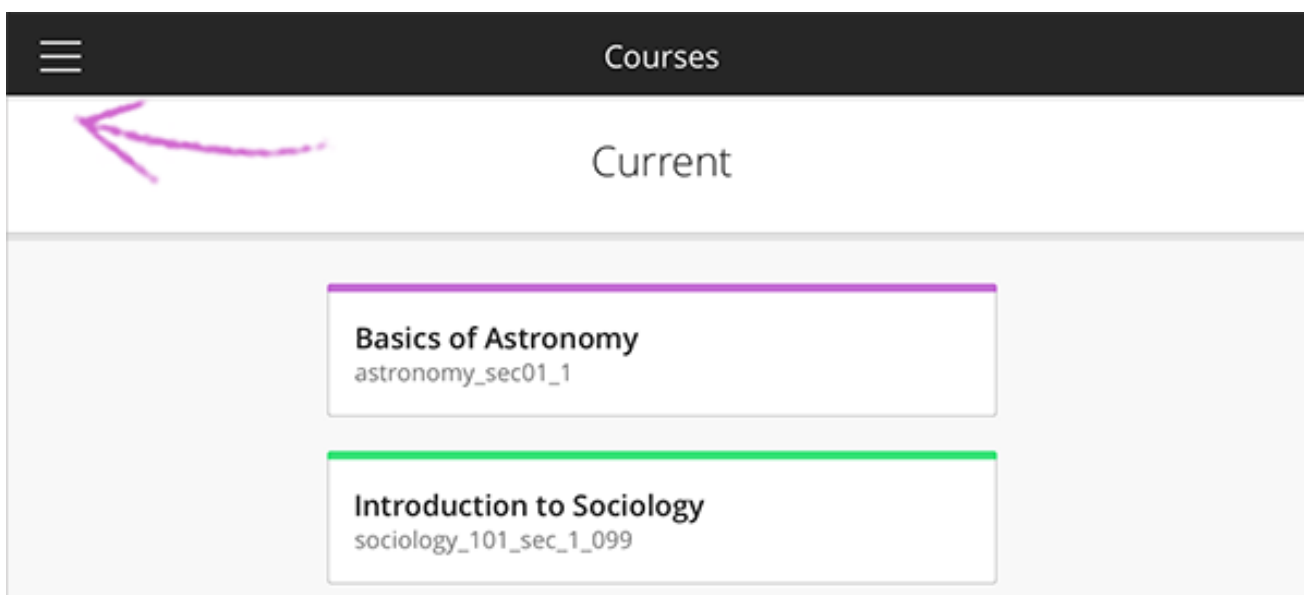 Courses
Current
Basics of Astronomy
astronomy_sec01_1
Introduction to Sociology
sociology_101_sec_1_099